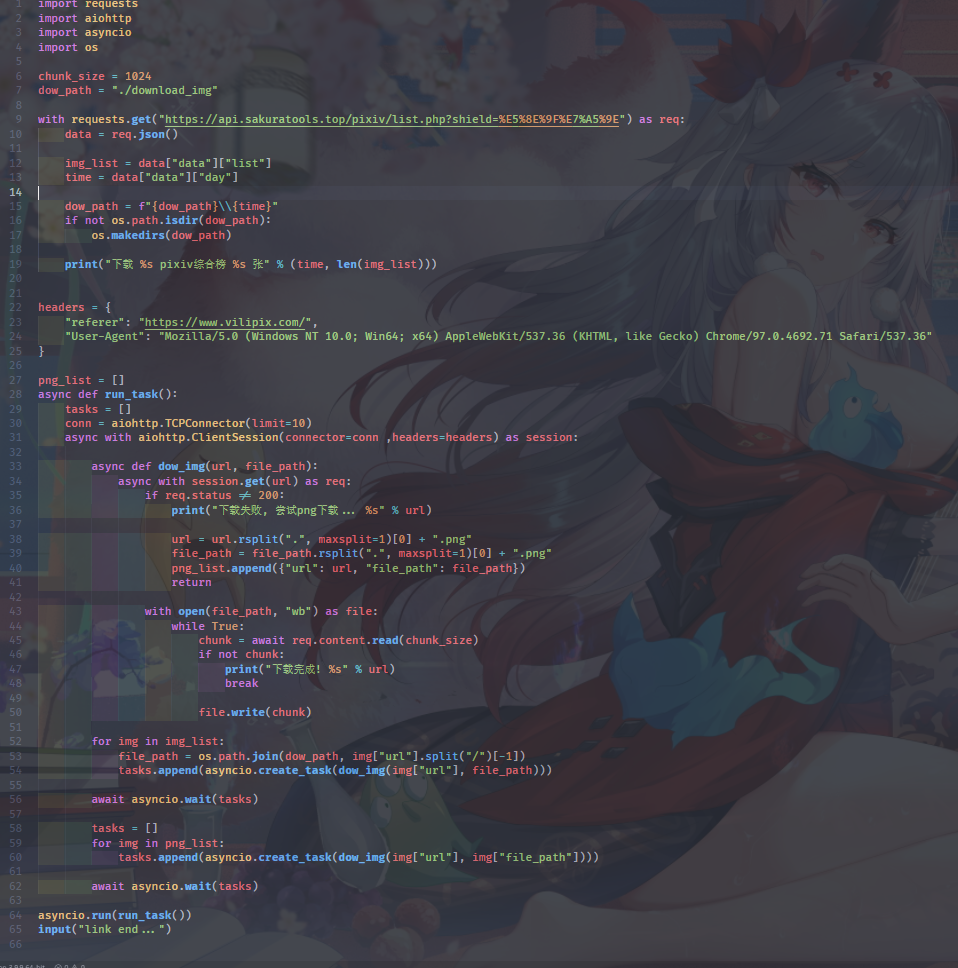 1 import requests
2 import aiohttp
3 import asyncio
4 import os
5
6 chunk_size = 1024
7 dow_path = "./download_img"
8
9 with requests.get("https://api.sakuratools.top/pixiv/list.php?shield=%E5%8E%9F%E7%A5%9E") as req:
10     data = req.json()
11
12     img_list = data["data"]["list"]
13     time = data["data"]["day"]
14
15     dow_path = f"{dow_path}\\{time}"
16     if not os.path.isdir(dow_path):
17         os.makedirs(dow_path)
18
19     print("下载 %s pixiv综合榜 %s 张" % (time, len(img_list)))
20
21
22 headers = {
23     "referer": "https://www.vilipix.com/",
24     "User-Agent": "Mozilla/5.0 (Windows NT 10.0; Win64; x64) AppleWebKit/537.36 (KHTML, like Gecko) Chrome/97.0.4692.71 Safari/537.36"
25 }
26
27 png_list = []
28 async def run_task():
29     tasks = []
30     conn = aiohttp.TCPConnector(limit=10)
31     async with aiohttp.ClientSession(connector=conn ,headers=headers) as session:
32
33         async def dow_img(url, file_path):
34             async with session.get(url) as req:
35                 if req.status ≠ 200:
36                     print("下载失败, 尝试png下载... %s" % url)
37
38                     url = url.rsplit(".", maxsplit=1)[0] + ".png"
39                     file_path = file_path.rsplit(".", maxsplit=1)[0] + ".png"
40                     png_list.append({"url": url, "file_path": file_path})
41                     return
42
43                 with open(file_path, "wb") as file:
44                     while True:
45                         chunk = await req.content.read(chunk_size)
46                         if not chunk:
47                             print("下载完成! %s" % url)
48                             break
49
50                         file.write(chunk)
51
52         for img in img_list:
53             file_path = os.path.join(dow_path, img["url"].split("/")[-1])
54             tasks.append(asyncio.create_task(dow_img(img["url"], file_path)))
55
56         await asyncio.wait(tasks)
57
58         tasks = []
59         for img in png_list:
60             tasks.append(asyncio.create_task(dow_img(img["url"], img["file_path"])))
61
62         await asyncio.wait(tasks)
63
64 asyncio.run(run_task())
65 input("link end...")
66